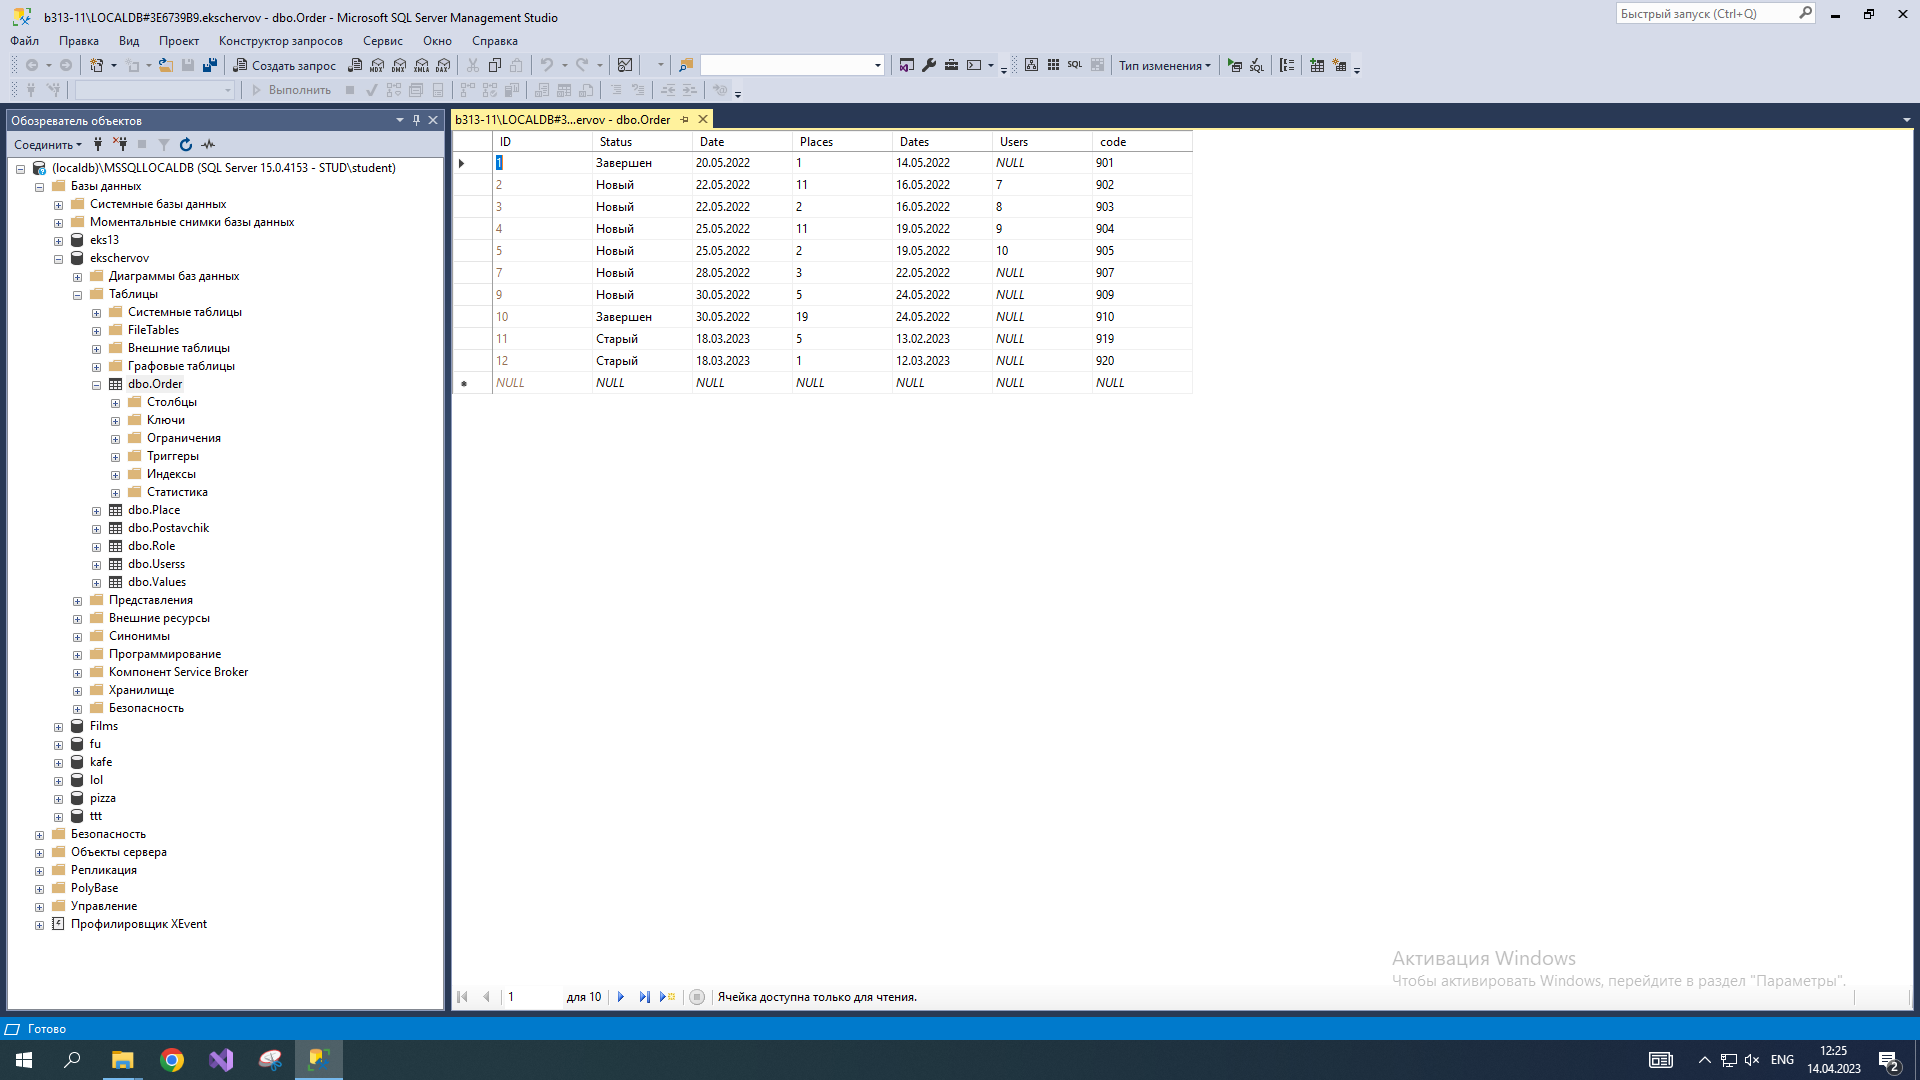 b313-11\LOCALDB#3E6739B9.ekschervov - dbo.Order - Microsoft SQL Server Management Studio
Быстрый запуск (Ctrl+Q)
Файл Правка Вид Проект Конструктор запросов Сервис Окно Справка
Создать запрос MDX DMX XMLA DAX SQL Тип изменения
Выполнить
Обозреватель объектов
b313-11\LOCALDB#3...ervov - dbo.Order
Соединить
(localdb)\MSSQLLOCALDB (SQL Server 15.0.4153 - STUD\student)
Базы данных
Системные базы данных
Моментальные снимки базы данных
eks13
ekschervov
Диаграммы баз данных
Таблицы
Системные таблицы
FileTables
Внешние таблицы
Графовые таблицы
dbo.Order
Столбцы
Ключи
Ограничения
Триггеры
Индексы
Статистика
dbo.Place
dbo.Postavchik
dbo.Role
dbo.Userss
dbo.Values
Представления
Внешние ресурсы
Синонимы
Программирование
Компонент Service Broker
Хранилище
Безопасность
Films
fu
kafe
lol
pizza
ttt
Безопасность
Объекты сервера
Репликация
PolyBase
Управление
Профилировщик XEvent
ID Status Date Places Dates Users code
1 Завершен 20.05.2022 1 14.05.2022 NULL 901
2 Новый 22.05.2022 11 16.05.2022 7 902
3 Новый 22.05.2022 2 16.05.2022 8 903
4 Новый 25.05.2022 11 19.05.2022 9 904
5 Новый 25.05.2022 2 19.05.2022 10 905
7 Новый 28.05.2022 3 22.05.2022 NULL 907
9 Новый 30.05.2022 5 24.05.2022 NULL 909
10 Завершен 30.05.2022 19 24.05.2022 NULL 910
11 Старый 18.03.2023 5 13.02.2023 NULL 919
12 Старый 18.03.2023 1 12.03.2023 NULL 920
NULL NULL NULL NULL NULL NULL NULL
Активация Windows
Чтобы активировать Windows, перейдите в раздел "Параметры".
1 для 10 Ячейка доступна только для чтения.
Готово
ENG
12:25
14.04.2023
2